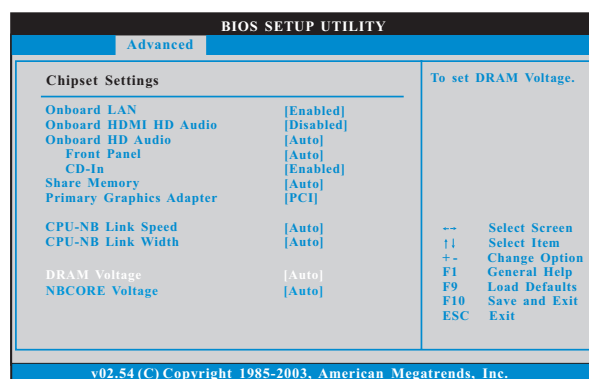 BIOS SETUP UTILITY
Advanced
Chipset Settings
Onboard LAN [Enabled]
Onboard HDMI HD Audio [Disabled]
Onboard HD Audio [Auto]
Front Panel [Auto]
CD-In [Enabled]
Share Memory [Auto]
Primary Graphics Adapter [PCI]
CPU-NB Link Speed [Auto]
CPU-NB Link Width [Auto]
DRAM Voltage [Auto]
NBCORE Voltage [Auto]
To set DRAM Voltage.
←→ Select Screen
↑↓ Select Item
+ - Change Option
F1 General Help
F9 Load Defaults
F10 Save and Exit
ESC Exit
v02.54 (C) Copyright 1985-2003, American Megatrends, Inc.